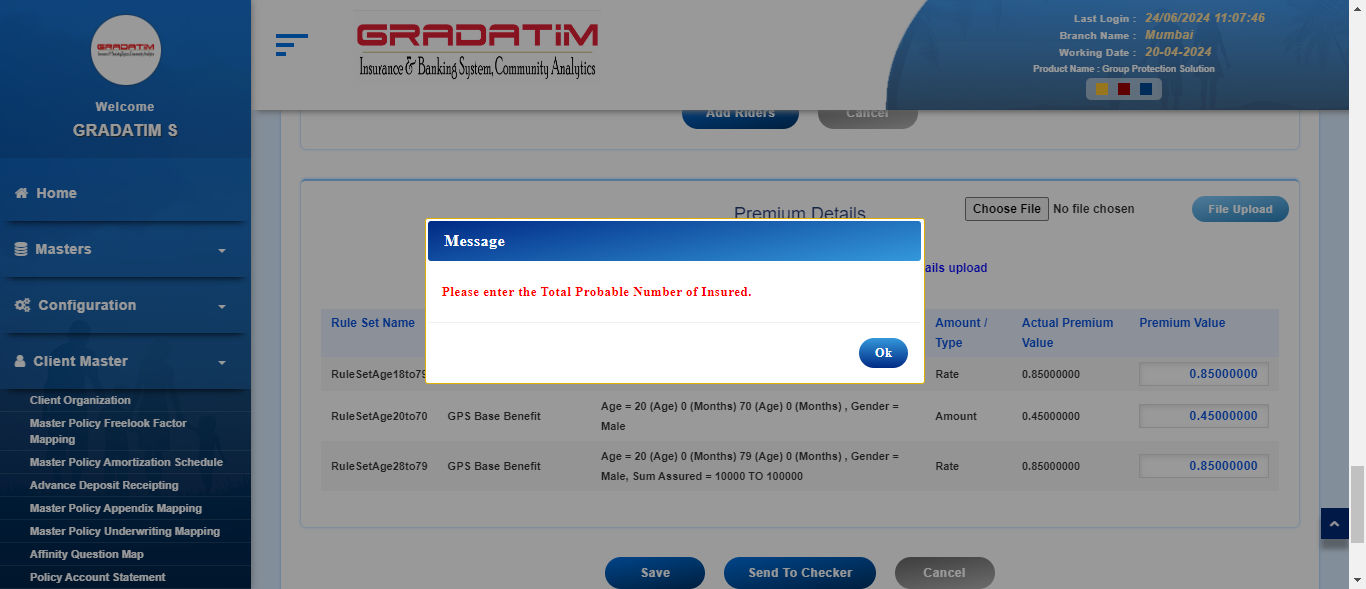 GRADATIM
Insurance & Banking System, Community Analytics
Welcome
GRADATIM S
Home
Masters
Configuration
Client Master
Client Organization
Master Policy Freelook Factor
Mapping
Master Policy Amortization Schedule
Advance Deposit Receipting
Master Policy Appendix Mapping
Master Policy Underwriting Mapping
Affinity Question Map
Policy Account Statement
GRADATIM
Insurance & Banking System, Community Analytics
Last Login : 24/06/2024 11:07:46
Branch Name : Mumbai
Working Date : 20-04-2024
Product Name : Group Protection Solution
Add Riders Cancel
Premium Details
Choose File No file chosen File Upload
ails upload
Message
Please enter the Total Probable Number of Insured.
Ok
Rule Set Name Amount / Actual Premium Premium Value
Type Value
RuleSetAge18to79 Rate 0.85000000 0.85000000
RuleSetAge20to70 GPS Base Benefit Age = 20 (Age) 0 (Months) 70 (Age) 0 (Months) , Gender = Amount 0.45000000 0.45000000
Male
RuleSetAge28to79 GPS Base Benefit Age = 20 (Age) 0 (Months) 79 (Age) 0 (Months) , Gender = Rate 0.85000000 0.85000000
Male, Sum Assured = 10000 TO 100000
Save Send To Checker Cancel